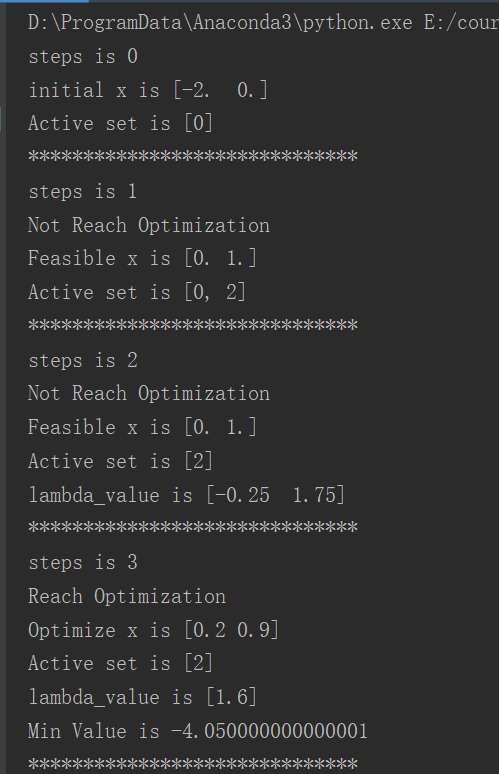 D:\ProgramData\Anaconda3\python.exe E:/cour
steps is 0
initial x is [-2.  0.]
Active set is [0]
******************************
steps is 1
Not Reach Optimization
Feasible x is [0. 1.]
Active set is [0, 2]
******************************
steps is 2
Not Reach Optimization
Feasible x is [0. 1.]
Active set is [2]
lambda_value is [-0.25  1.75]
******************************
steps is 3
Reach Optimization
Optimize x is [0.2 0.9]
Active set is [2]
lambda_value is [1.6]
Min Value is -4.050000000000001
******************************